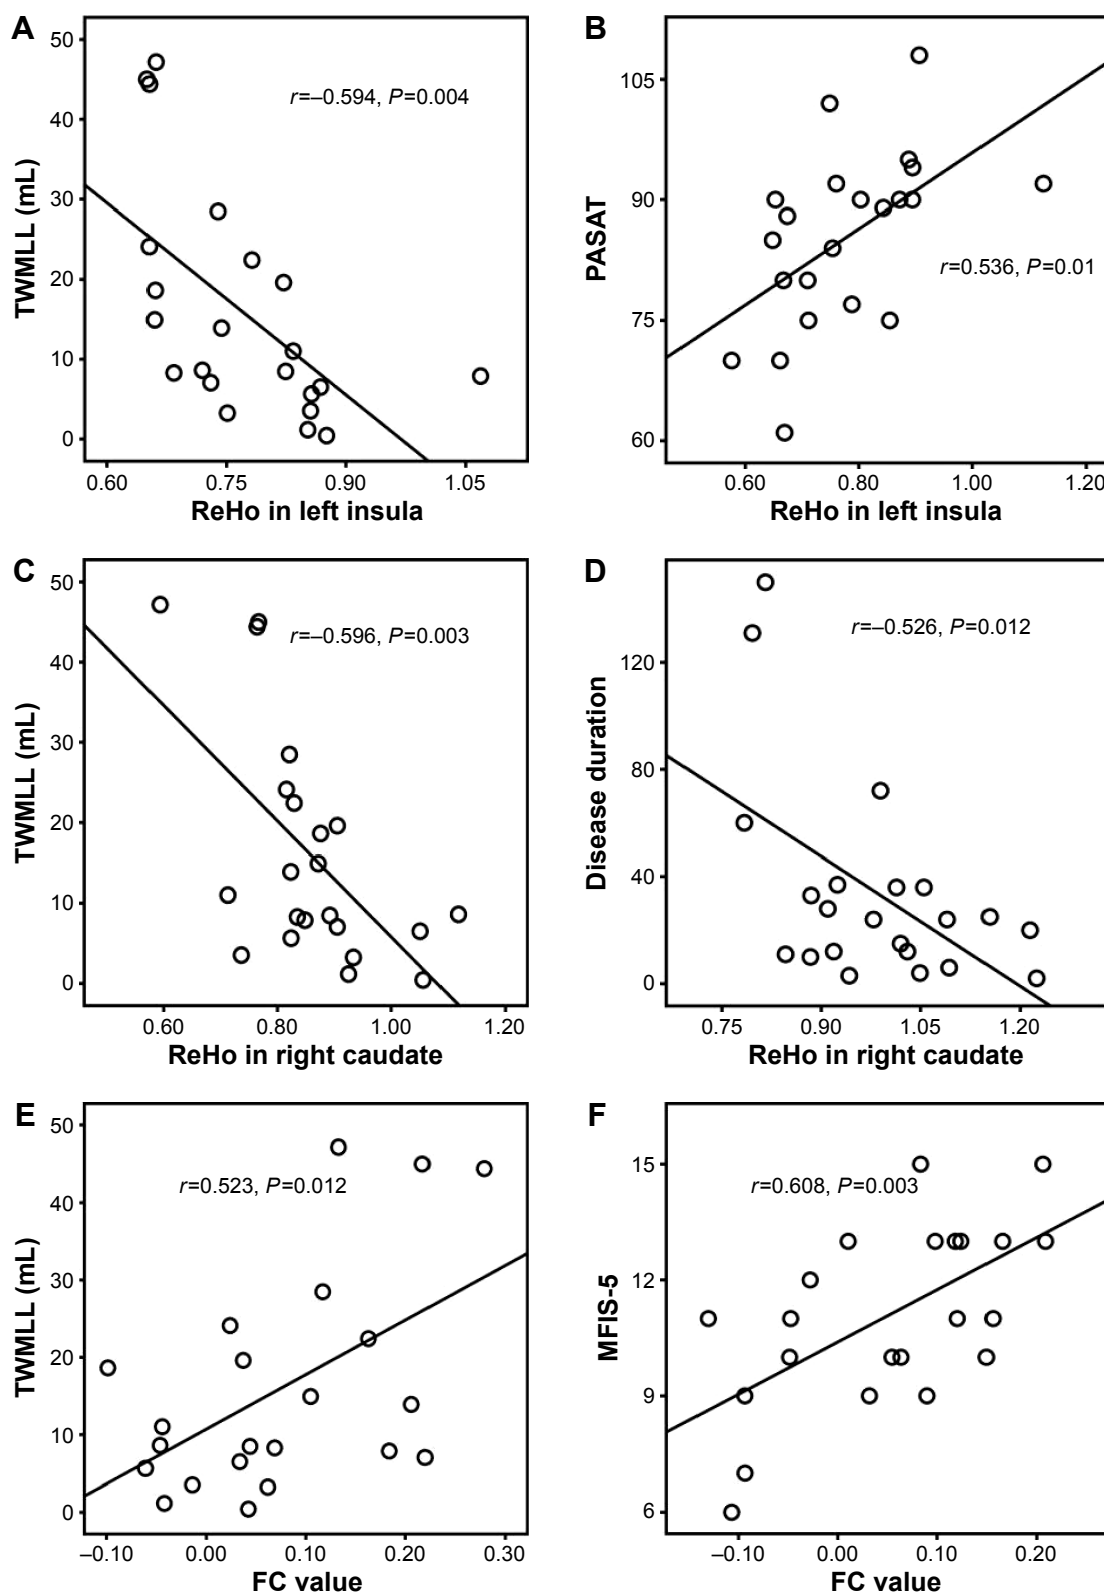 A
50
40
30
20
10
0
TWMLL (mL)
r=–0.594, P=0.004
0.60 0.75 0.90 1.05
ReHo in left insula
B
105
90
75
60
PASAT
r=0.536, P=0.01
0.60 0.80 1.00 1.20
ReHo in left insula
C
50
40
30
20
10
0
TWMLL (mL)
r=–0.596, P=0.003
0.60 0.80 1.00 1.20
ReHo in right caudate
D
120
80
40
0
Disease duration
r=–0.526, P=0.012
0.75 0.90 1.05 1.20
ReHo in right caudate
E
50
40
30
20
10
0
TWMLL (mL)
r=0.523, P=0.012
–0.10 0.00 0.10 0.20 0.30
FC value
F
15
12
9
6
MFIS-5
r=0.608, P=0.003
–0.10 0.00 0.10 0.20
FC value